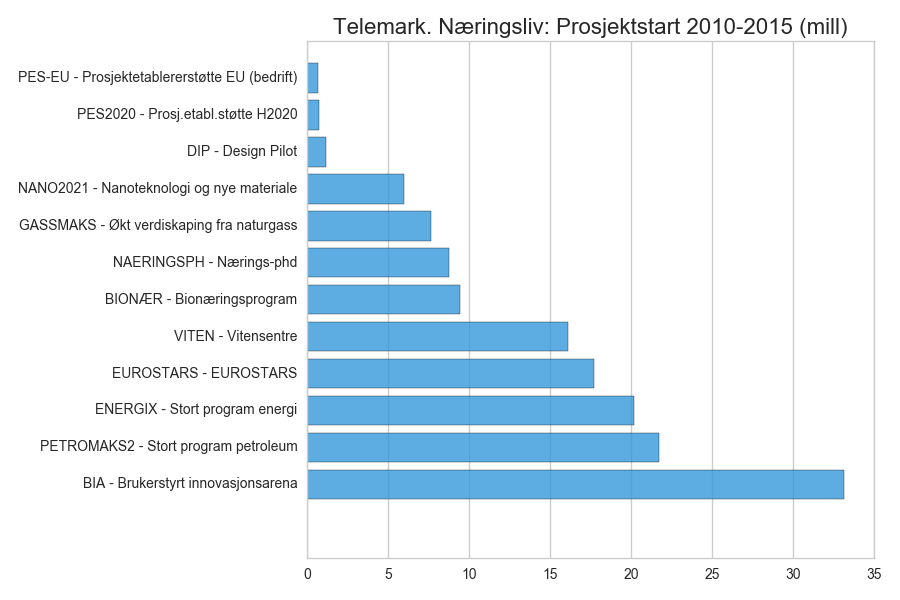 Telemark. Næringsliv: Prosjektstart 2010-2015 (mill)
PES-EU - Prosjektetablererstøtte EU (bedrift)
PES2020 - Prosj.etabl.støtte H2020
DIP - Design Pilot
NANO2021 - Nanoteknologi og nye materiale
GASSMAKS - Økt verdiskaping fra naturgass
NAERINGSPH - Nærings-phd
BIONÆR - Bionæringsprogram
VITEN - Vitensentre
EUROSTARS - EUROSTARS
ENERGIX - Stort program energi
PETROMAKS2 - Stort program petroleum
BIA - Brukerstyrt innovasjonsarena
0 5 10 15 20 25 30 35